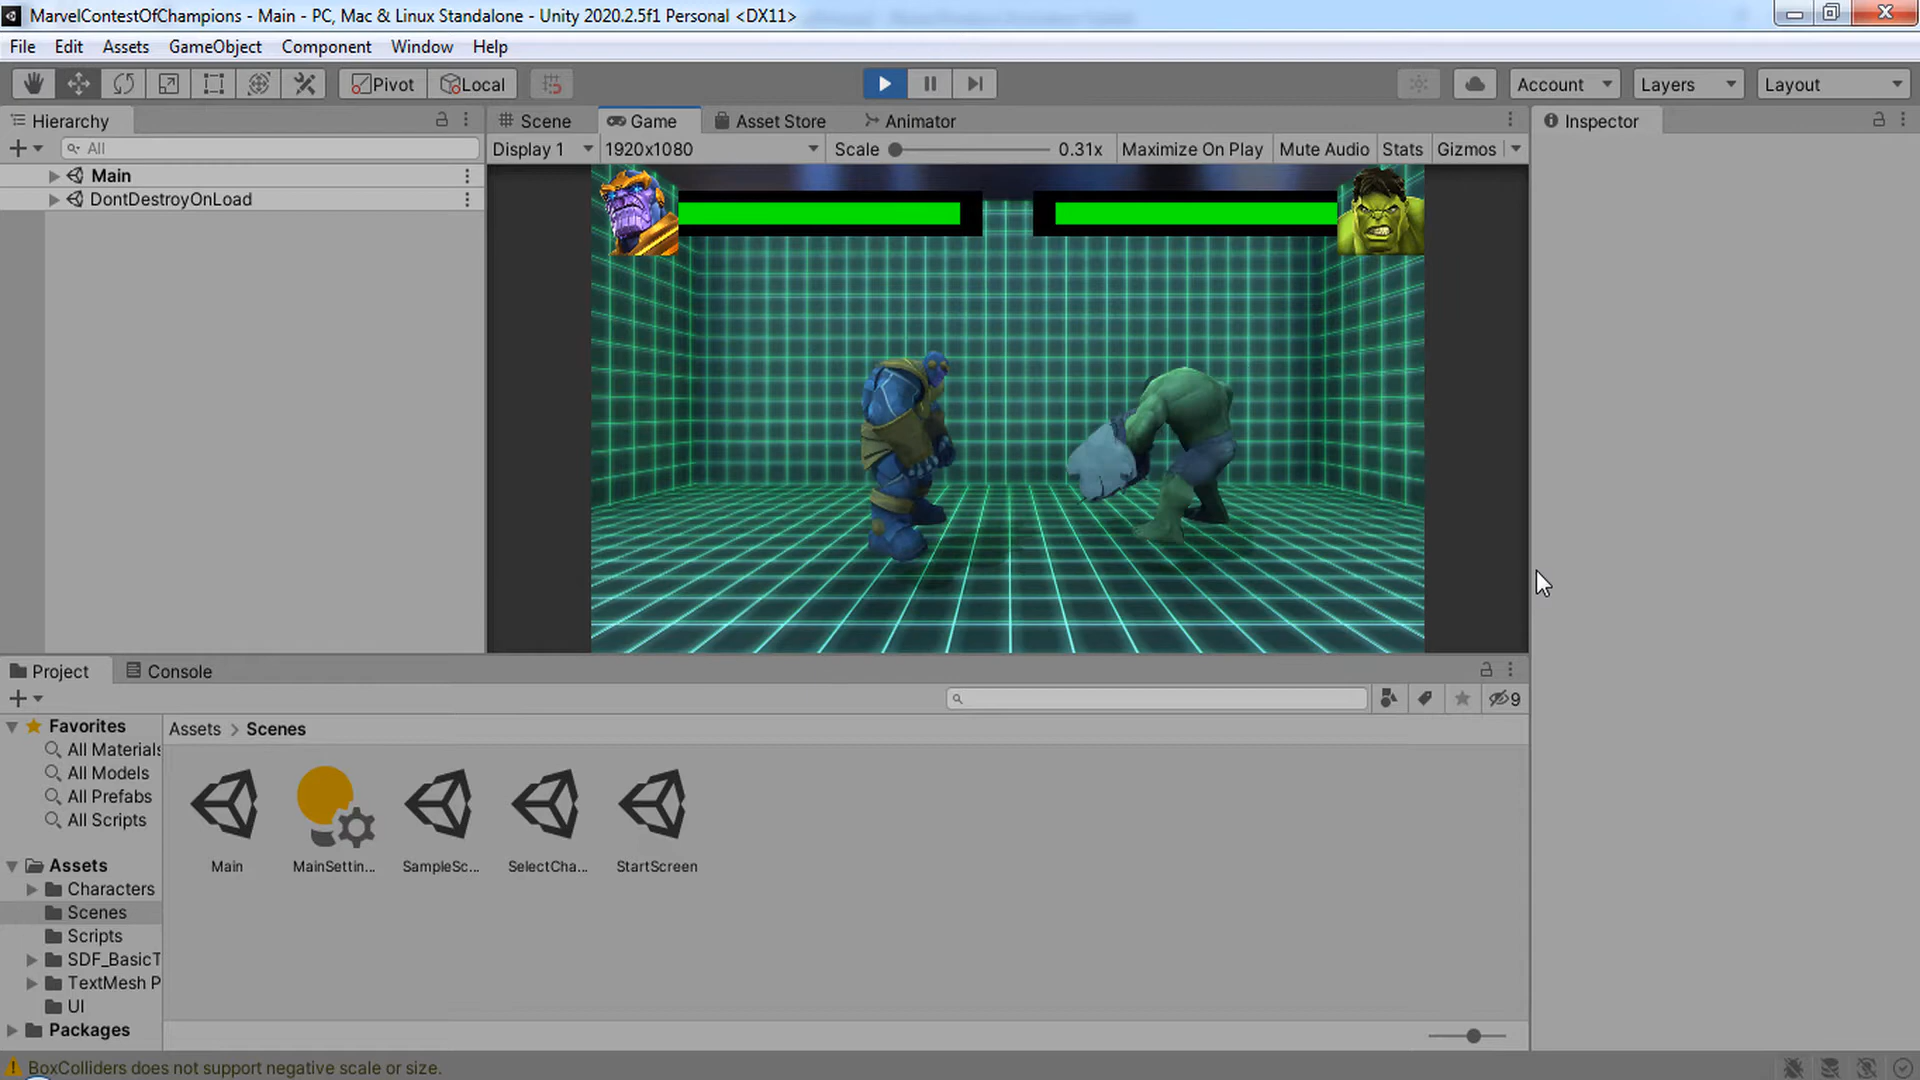 MarvelContestOfChampions - Main - PC, Mac & Linux Standalone - Unity 2020.2.5f1 Personal <DX11>
File Edit Assets GameObject Component Window Help
Pivot Local Account Layers Layout
Hierarchy
All
Main
DontDestroyOnLoad
Scene Game Asset Store Animator
Display 1 1920x1080 Scale 0.31x Maximize On Play Mute Audio Stats Gizmos
Inspector
Project Console
9
Favorites
All Materials
All Models
All Prefabs
All Scripts
Assets
Characters
Scenes
Scripts
SDF_BasicT
TextMesh P
UI
Packages
Assets > Scenes
Main MainSettin... SampleSc... SelectCha... StartScreen
BoxColliders does not support negative scale or size.